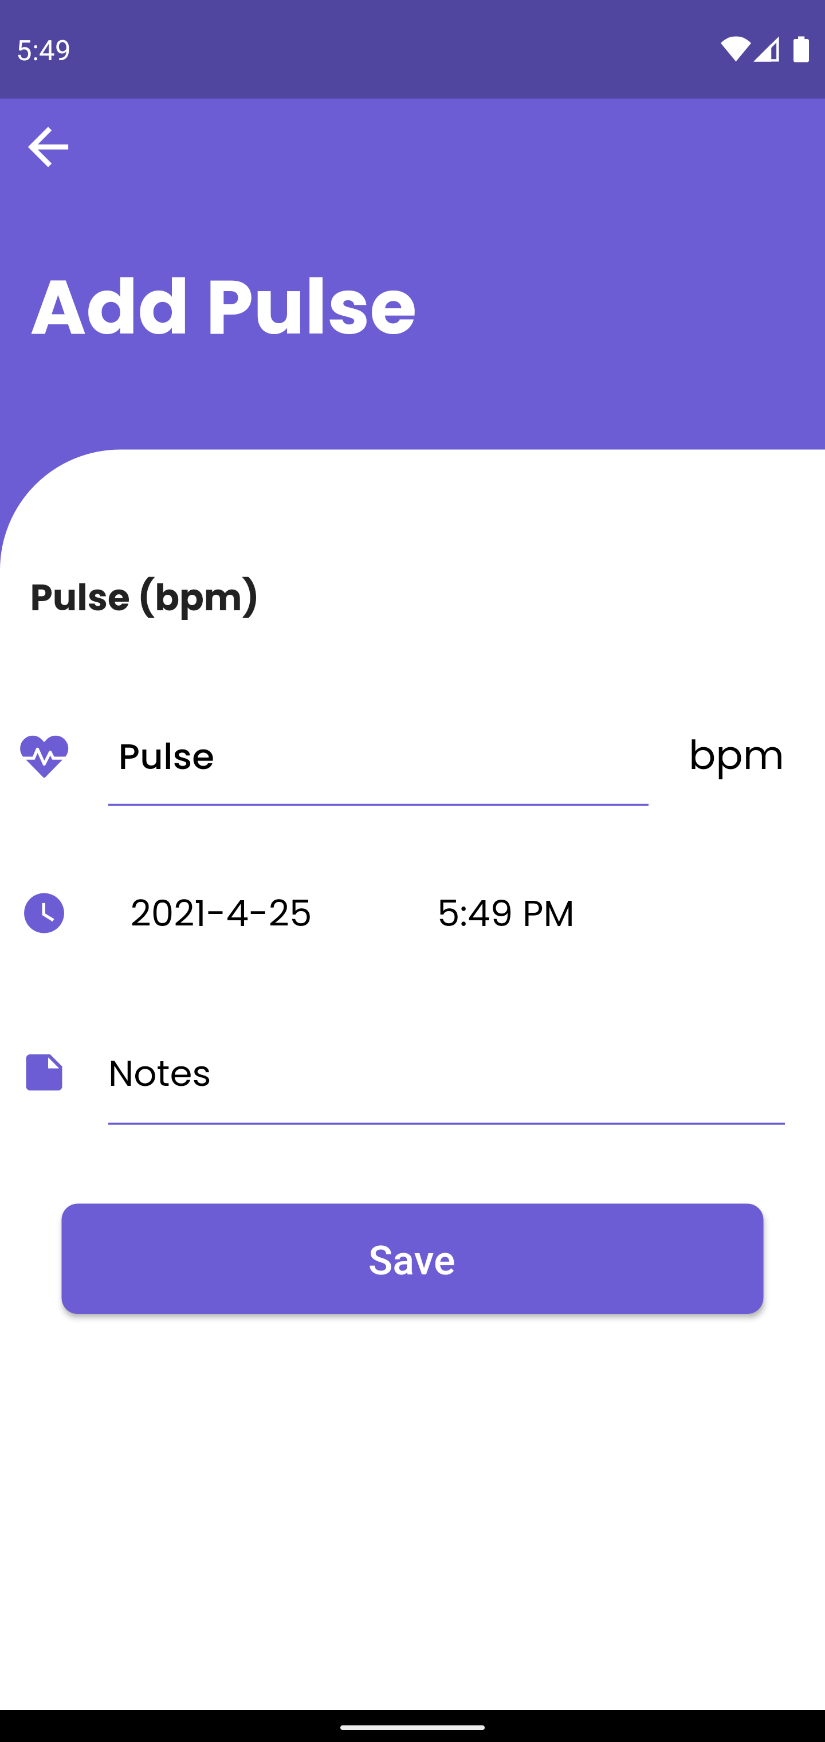 5:49
Add Pulse
Pulse (bpm)
Pulse bpm
2021-4-25 5:49 PM
Notes
Save